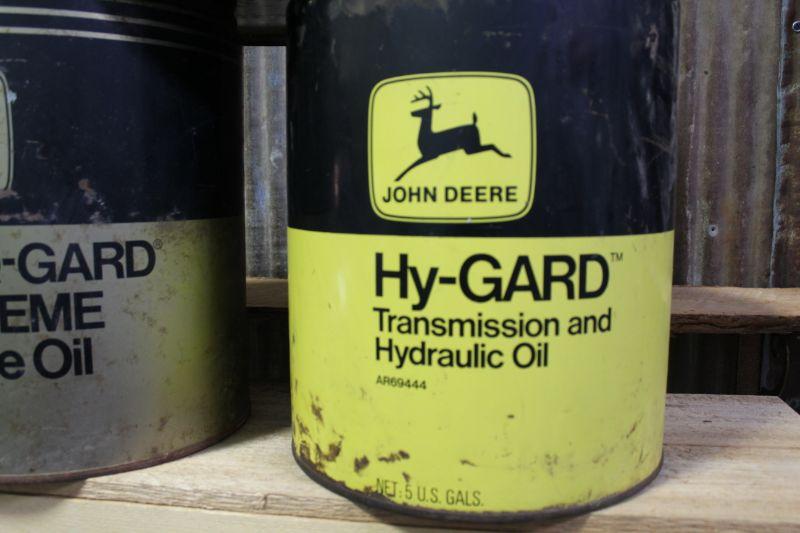 -GARD®
EME
e Oil
JOHN DEERE
Hy-GARD™
Transmission and
Hydraulic Oil
AR69444
NET: 5 U.S. GALS.